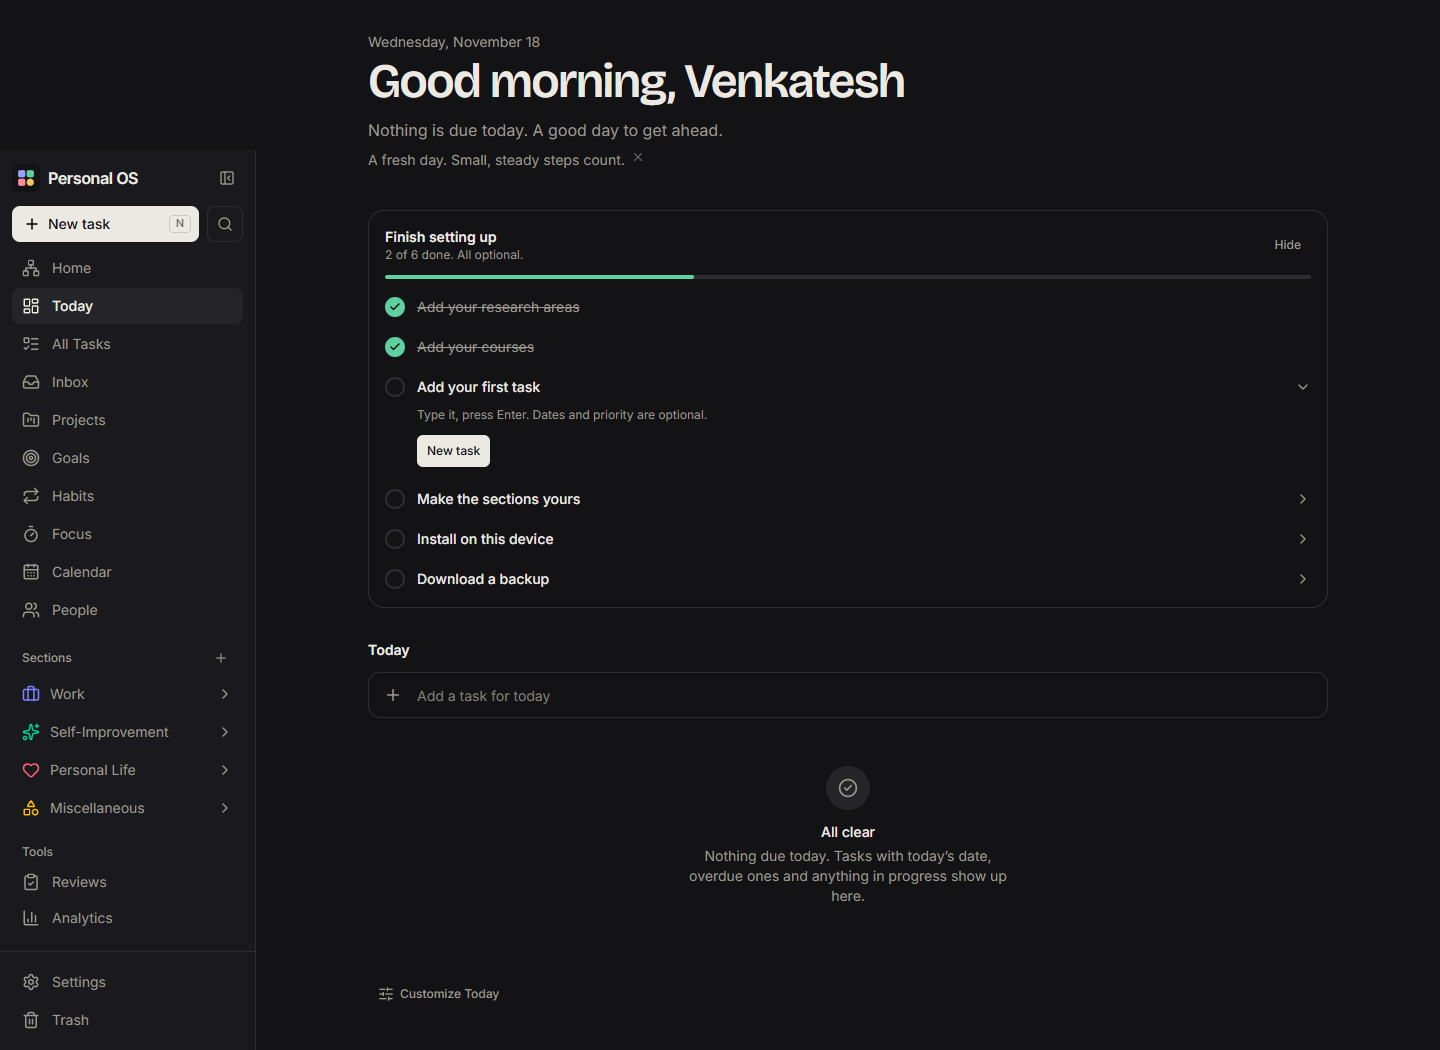 Wednesday, November 18
Good morning, Venkatesh
Nothing is due today. A good day to get ahead.
A fresh day. Small, steady steps count.
Personal OS
New task
N
Home
Today
All Tasks
Inbox
Projects
Goals
Habits
Focus
Calendar
People
Sections
Work
Self-Improvement
Personal Life
Miscellaneous
Tools
Reviews
Analytics
Settings
Trash
Finish setting up
2 of 6 done. All optional.
Hide
Add your research areas
Add your courses
Add your first task
Type it, press Enter. Dates and priority are optional.
New task
Make the sections yours
Install on this device
Download a backup
Today
Add a task for today
All clear
Nothing due today. Tasks with today’s date,
overdue ones and anything in progress show up
here.
Customize Today